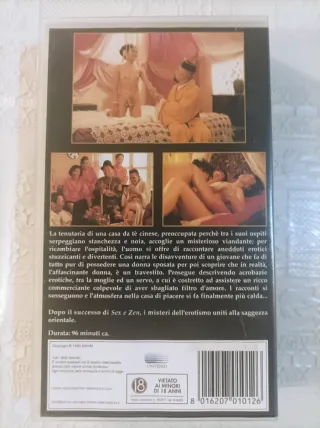 La tenutaria di una casa da tè cinese, preoccupata perchè tra i suoi ospiti
serpeggiano stanchezza e noia, accoglie un misterioso viandante; per
ricambiare l'ospitalità, l'uomo si offre di raccontare aneddoti erotici
stuzzicanti e divertenti. Così narra le disavventure di un giovane che fa di
tutto pur di possedere una donna sposata per poi scoprire che in realtà,
l'affascinante donna, è un travestito. Prosegue descrivendo acrobazie
erotiche, tra la moglie ed un servo, a cui è costretto ad assistere un ricco
commerciante colpevole di aver sbagliato filtro d'amore. I racconti si
susseguono e l'atmosfera nella casa di piacere si fa finalmente più calda...
Dopo il successo di Sex e Zen, i misteri dell'erotismo uniti alla saggezza
orientale.
Durata: 96 minuti ca.
18
VIETATO
AI MINORI
DI 18 ANNI
8 016207 010126